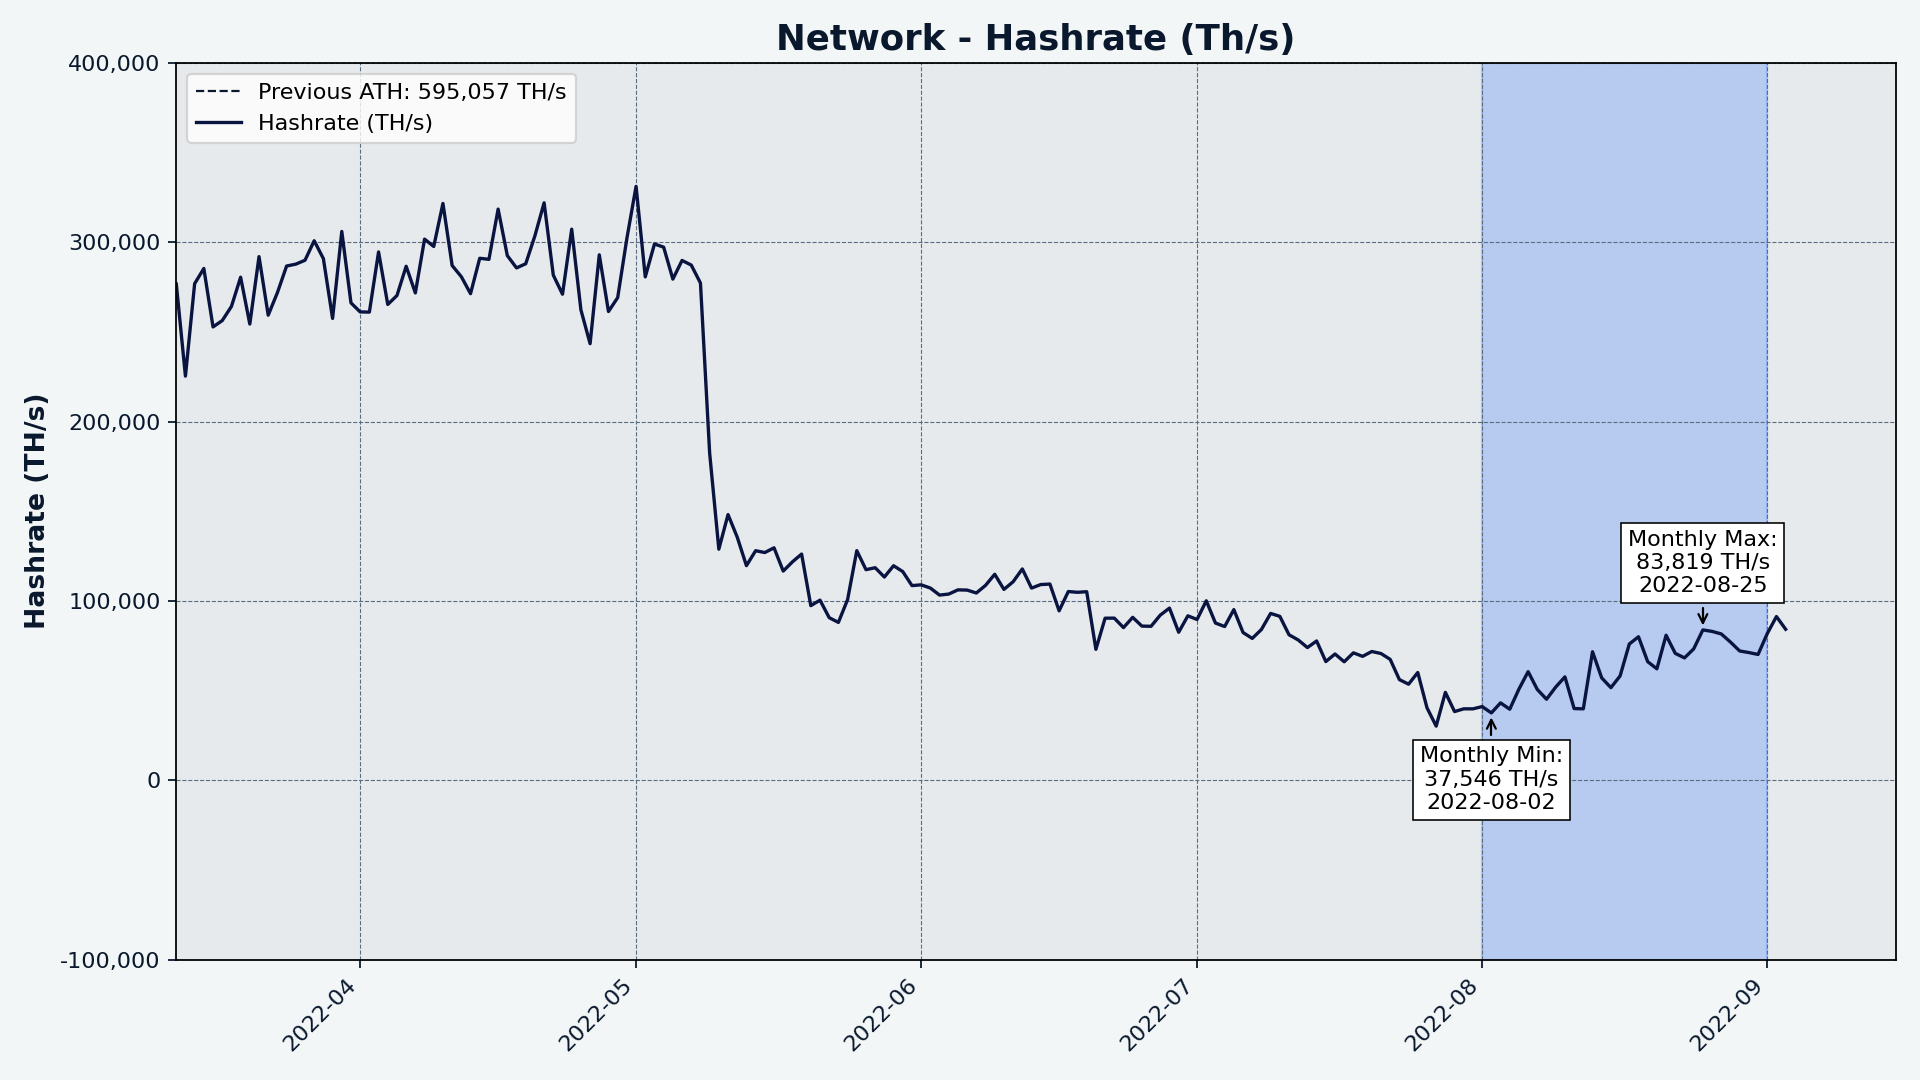 Network - Hashrate (Th/s)
Previous ATH: 595,057 TH/s
Hashrate (TH/s)
Hashrate (TH/s)
400,000
300,000
200,000
100,000
0
-100,000
Monthly Max:
83,819 TH/s
2022-08-25
Monthly Min:
37,546 TH/s
2022-08-02
2022-04
2022-05
2022-06
2022-07
2022-08
2022-09